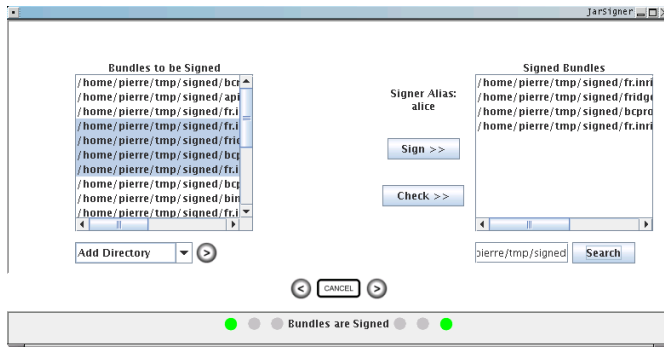 JarSigner
Bundles to be Signed
/home/pierre/tmp/signed/bcr
/home/pierre/tmp/signed/api
/home/pierre/tmp/signed/fr.i
/home/pierre/tmp/signed/fr.i
/home/pierre/tmp/signed/frid
/home/pierre/tmp/signed/bcp
/home/pierre/tmp/signed/fr.i
/home/pierre/tmp/signed/bcp
/home/pierre/tmp/signed/bin
/home/pierre/tmp/signed/fr.i
Add Directory
Signer Alias:
alice
Sign >>
Check >>
Signed Bundles
/home/pierre/tmp/signed/fr.inri
/home/pierre/tmp/signed/fridge
/home/pierre/tmp/signed/bcpro
/home/pierre/tmp/signed/fr.inri
pierre/tmp/signed
Search
CANCEL
Bundles are Signed